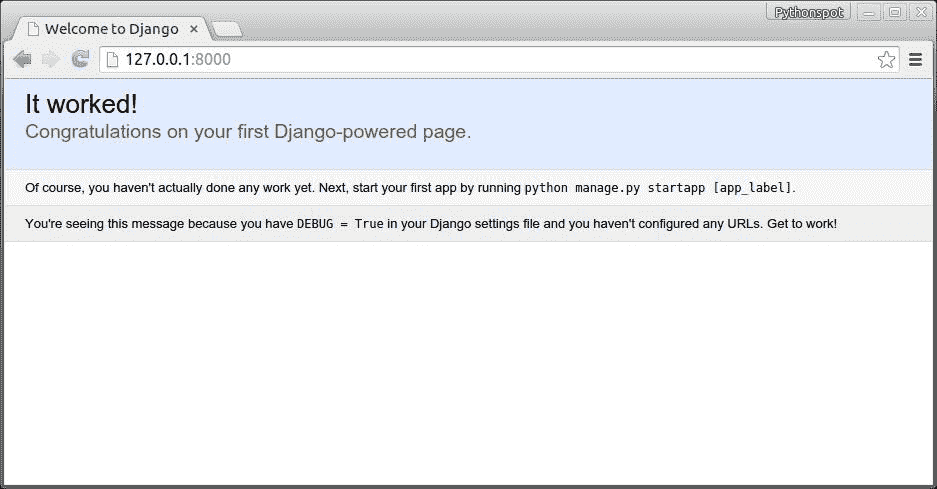 Pythonspot
Welcome to Django
127.0.0.1:8000
It worked!
Congratulations on your first Django-powered page.
Of course, you haven't actually done any work yet. Next, start your first app by running python manage.py startapp [app_label].
You're seeing this message because you have DEBUG = True in your Django settings file and you haven't configured any URLs. Get to work!